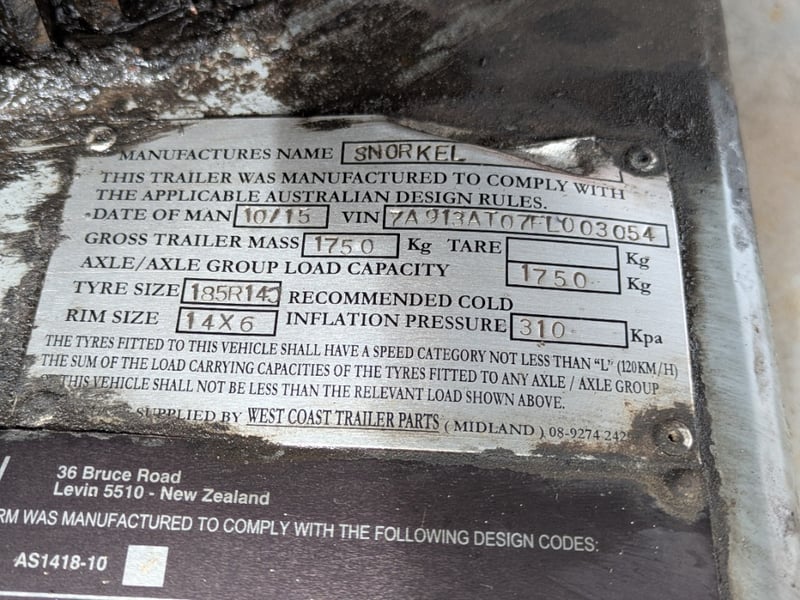 MANUFACTURES NAME SNORKEL
THIS TRAILER WAS MANUFACTURED TO COMPLY WITH
THE APPLICABLE AUSTRALIAN DESIGN RULES.
DATE OF MAN 10/15 VIN 7A913AT07FL003054
GROSS TRAILER MASS 1750 Kg TARE Kg
AXLE/AXLE GROUP LOAD CAPACITY 1750 Kg
TYRE SIZE 185R14 RECOMMENDED COLD
RIM SIZE 14X6 INFLATION PRESSURE 310 Kpa
THE TYRES FITTED TO THIS VEHICLE SHALL HAVE A SPEED CATEGORY NOT LESS THAN "L" (120KM/H)
THE SUM OF THE LOAD CARRYING CAPACITIES OF THE TYRES FITTED TO ANY AXLE / AXLE GROUP
THIS VEHICLE SHALL NOT BE LESS THAN THE RELEVANT LOAD SHOWN ABOVE.
SUPPLIED BY WEST COAST TRAILER PARTS (MIDLAND) 08-9274 242
36 Bruce Road
Levin 5510 - New Zealand
RM WAS MANUFACTURED TO COMPLY WITH THE FOLLOWING DESIGN CODES:
AS1418-10